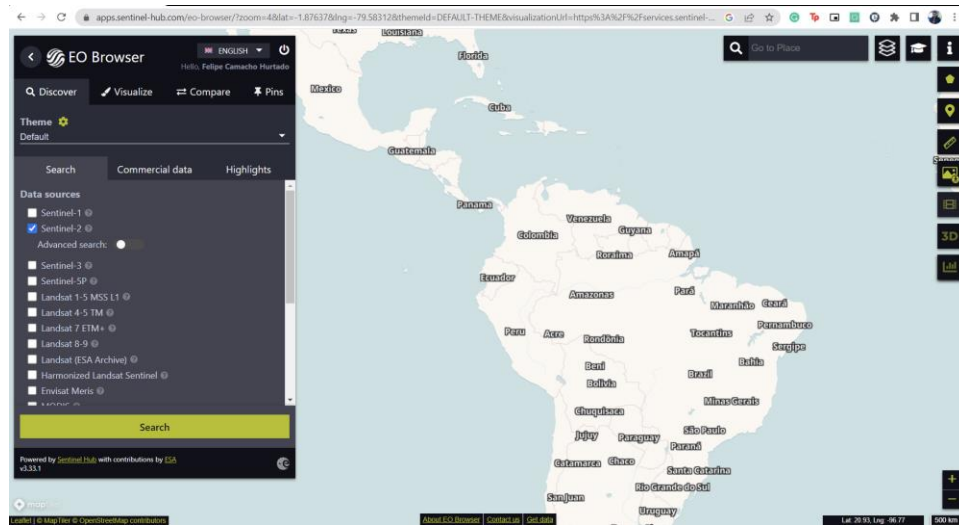 apps.sentinel-hub.com/eo-browser/?zoom=4&lat=-1.87637&lng=-79.58312&themeId=DEFAULT-THEME&visualizationUrl=https%3A%2F%2Fservices.sentinel-...
EO Browser
ENGLISH
Hello, Felipe Camacho Hurtado
Discover Visualize Compare Pins
Theme
Default
Search Commercial data Highlights
Data sources
Sentinel-1
Sentinel-2
Advanced search:
Sentinel-3
Sentinel-5P
Landsat 1-5 MSS L1
Landsat 4-5 TM
Landsat 7 ETM+
Landsat 8-9
Landsat (ESA Archive)
Harmonized Landsat Sentinel
Envisat Meris
MODIS
Search
Powered by Sentinel Hub with contributions by ESA
v3.33.1
Go to Place
3D
Texas
Louisiana
Florida
Mexico
Cuba
Guatemala
Panama
Venezuela
Colombia
Guyana
Roraima
Amapá
Ecuador
Amazonas
Pará
Maranhão
Ceará
Peru
Acre
Rondônia
Tocantins
Pernambuco
Sergipe
Beni
Bahia
Brazil
Bolivia
Minas Gerais
Chuquisaca
Jujuy
Paraguay
São Paulo
Paraná
Catamarca
Chaco
Santa Catarina
Rio Grande do Sul
San Juan
Uruguay
Leaflet | © MapTiler © OpenStreetMap contributors
About EO Browser Contact us Get data
Lat: 20.93, Lng: -96.77
500 km